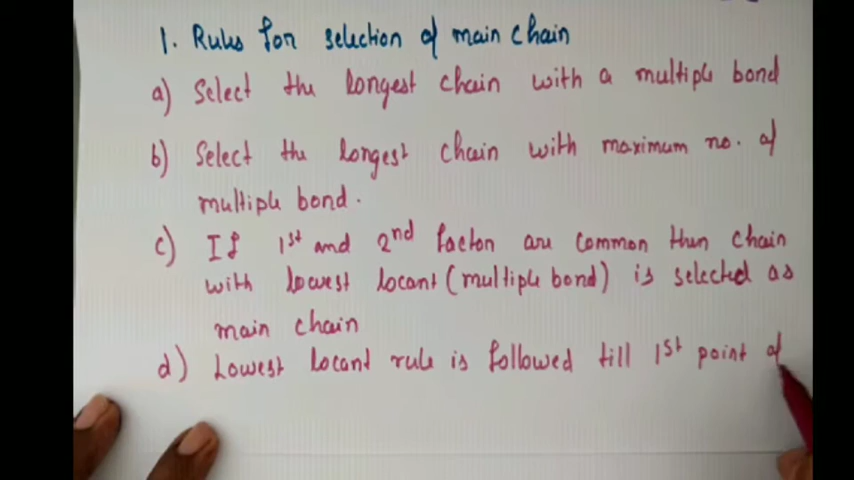 1. Rules for selection of main chain
a) Select the longest chain with a multiple bond
b) Select the longest chain with maximum no. of
multiple bond.
c) If 1st and 2nd factor are common then chain
with lowest locant (multiple bond) is selected as
main chain
d) Lowest locant rule is followed till 1st point of